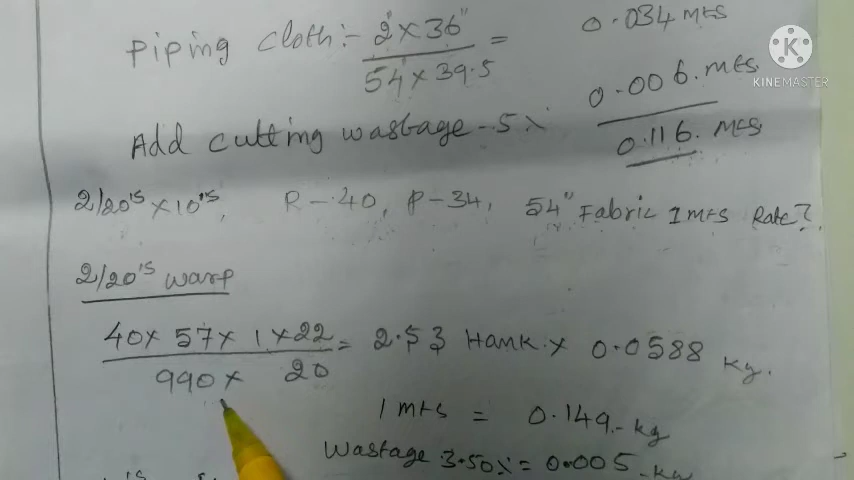 Piping cloth:- 2" x 36" / 54 x 39.5 = 0.034 mts
KINEMASTER
0.006. mts.
Add cutting wastage - 5% 0.116. mts
2/20's x 10's, R - 40, P - 34, 54" Fabric 1 mts Rate?
2/20's warp
40 x 57 x 1 x 22 / 990 x 20 = 2.53 Hank x 0.0588 Kg.
1 mts = 0.149 - kg
Wastage 3.50% = 0.005 - kg